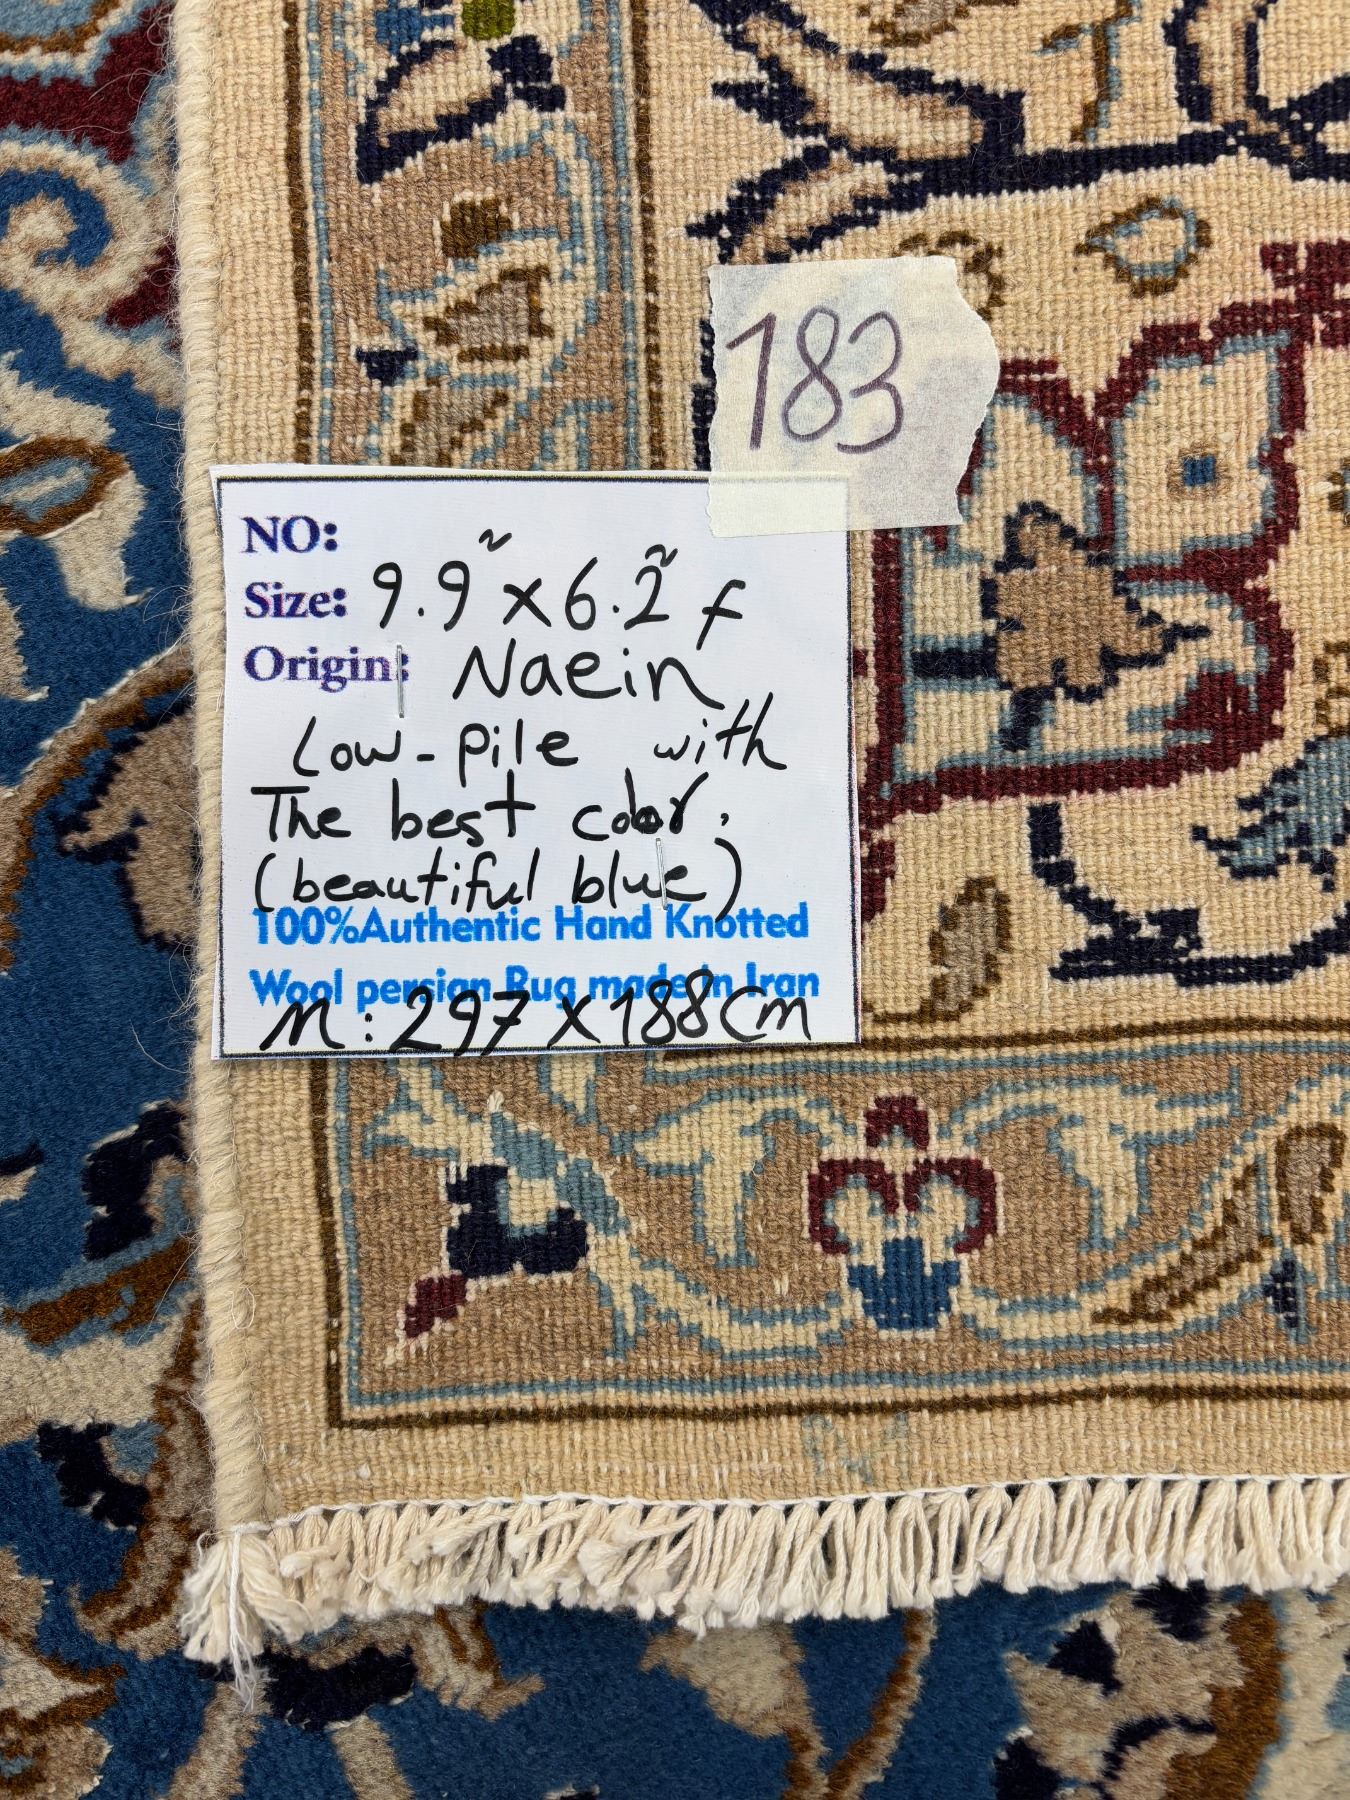 183
NO:
Size: 9.9~ x 6.2~ f
Origin: Naein
Low-pile with
The best color.
(beautiful blue)
100%Authentic Hand Knotted
Wool persian Rug made In Iran
M: 297 x 188 cm